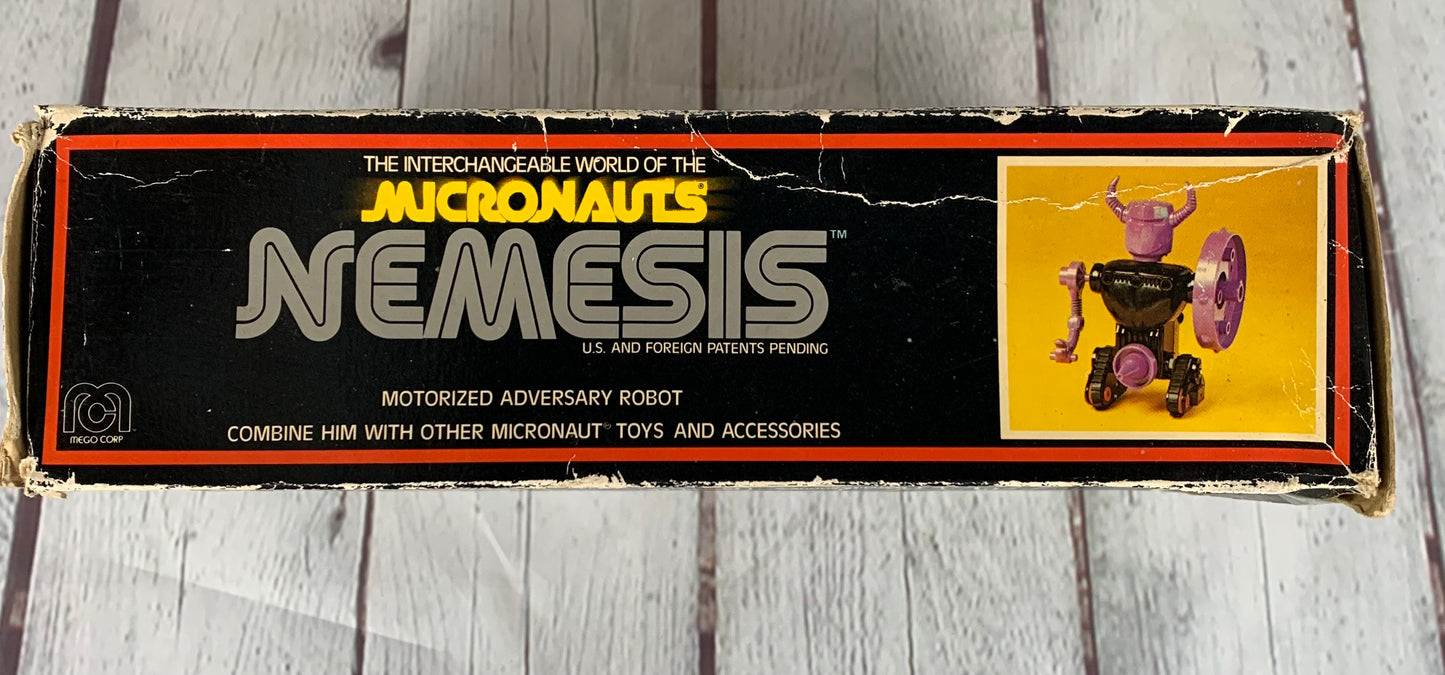 THE INTERCHANGEABLE WORLD OF THE
MICRONAUTS®
NEMESIS™
U.S. AND FOREIGN PATENTS PENDING
MOTORIZED ADVERSARY ROBOT
COMBINE HIM WITH OTHER MICRONAUT® TOYS AND ACCESSORIES
MEGO CORP